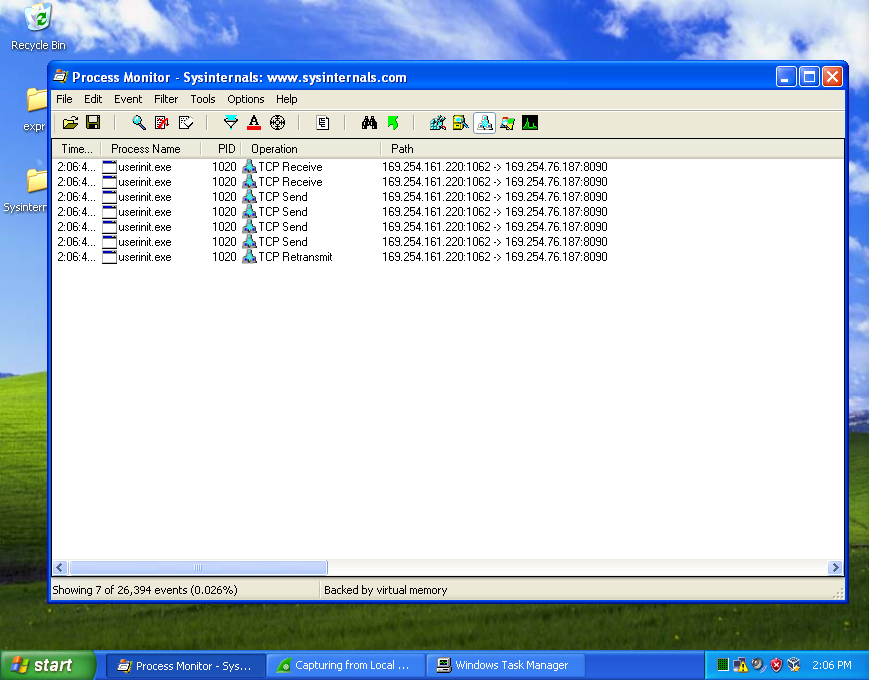 Recycle Bin
expr
Sysintern
Process Monitor - Sysinternals: www.sysinternals.com
File Edit Event Filter Tools Options Help
Time... Process Name PID Operation Path
2:06:4... userinit.exe 1020 TCP Receive 169.254.161.220:1062 -> 169.254.76.187:8090
2:06:4... userinit.exe 1020 TCP Receive 169.254.161.220:1062 -> 169.254.76.187:8090
2:06:4... userinit.exe 1020 TCP Send 169.254.161.220:1062 -> 169.254.76.187:8090
2:06:4... userinit.exe 1020 TCP Send 169.254.161.220:1062 -> 169.254.76.187:8090
2:06:4... userinit.exe 1020 TCP Send 169.254.161.220:1062 -> 169.254.76.187:8090
2:06:4... userinit.exe 1020 TCP Send 169.254.161.220:1062 -> 169.254.76.187:8090
2:06:4... userinit.exe 1020 TCP Retransmit 169.254.161.220:1062 -> 169.254.76.187:8090
Showing 7 of 26,394 events (0.026%) Backed by virtual memory
start Process Monitor - Sys... Capturing from Local ... Windows Task Manager 2:06 PM